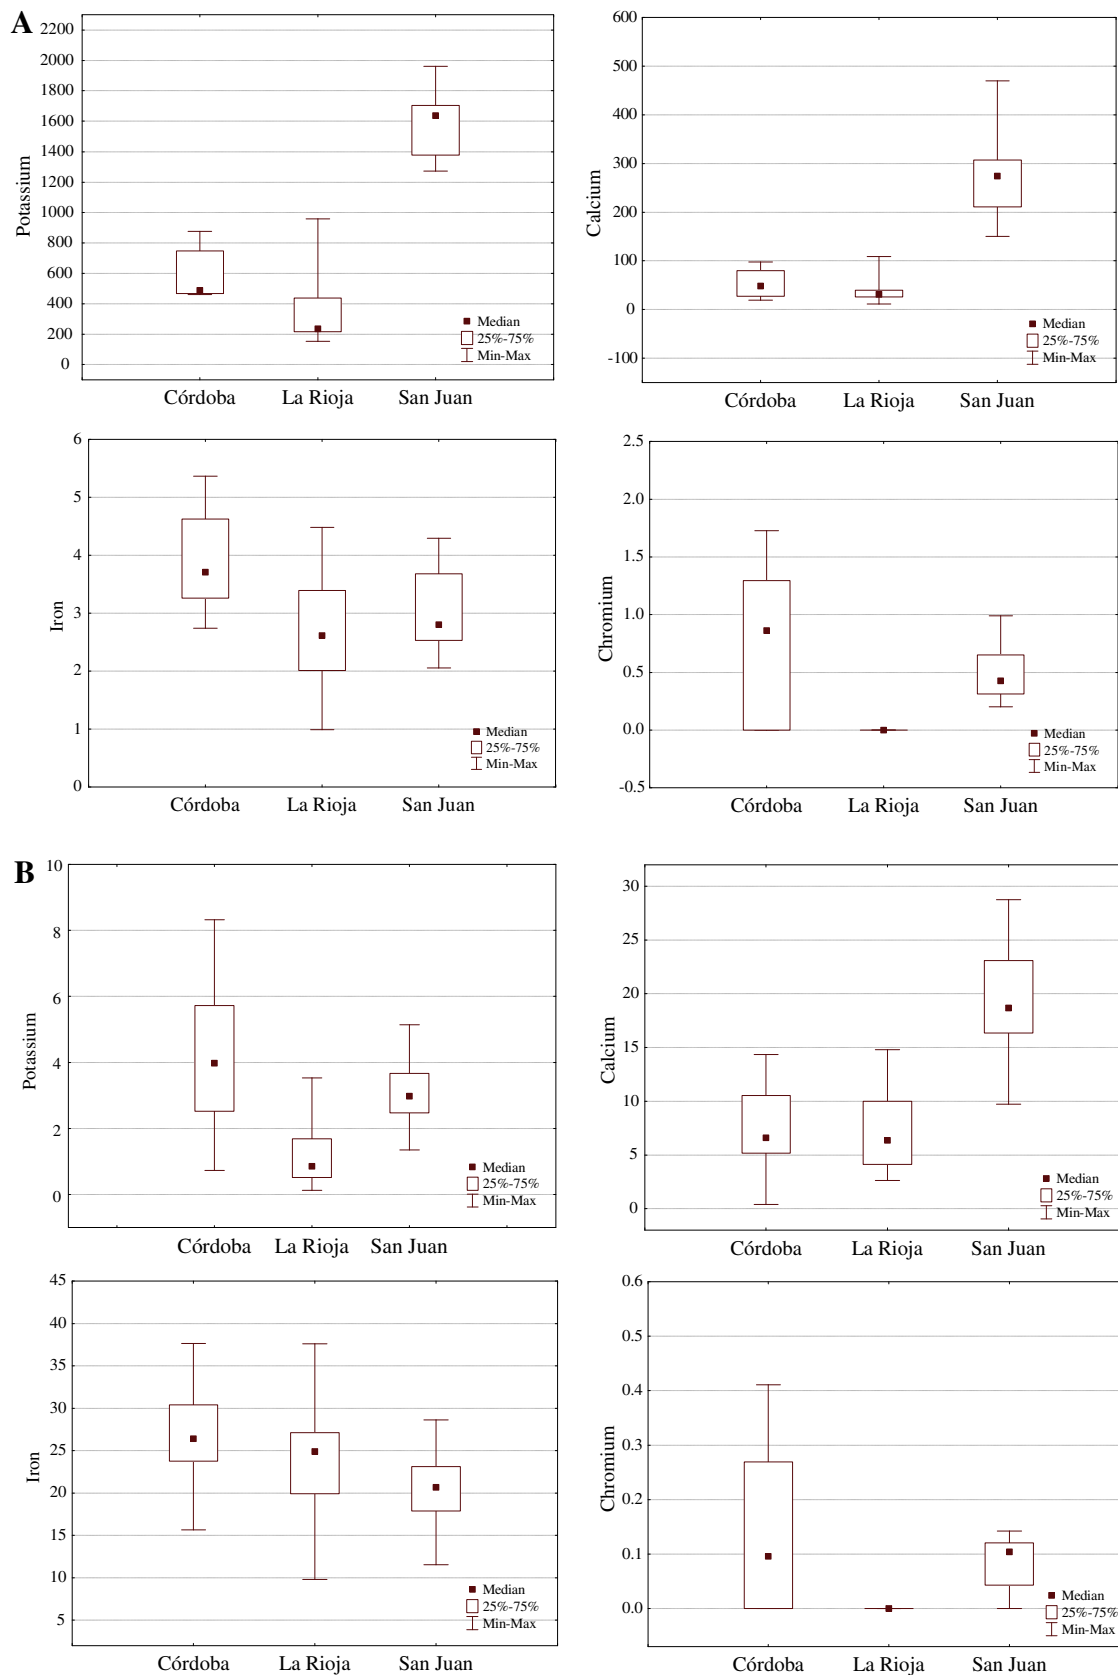 A
2200
2000
1800
1600
1400
1200
1000
800
600
400
200
0
Potassium
Median
25%-75%
Min-Max
Córdoba La Rioja San Juan
600
500
400
300
200
100
0
-100
Calcium
Median
25%-75%
Min-Max
Córdoba La Rioja San Juan
6
5
4
3
2
1
0
Iron
Median
25%-75%
Min-Max
Córdoba La Rioja San Juan
2.5
2.0
1.5
1.0
0.5
0.0
-0.5
Chromium
Median
25%-75%
Min-Max
Córdoba La Rioja San Juan
B
10
8
6
4
2
0
Potassium
Median
25%-75%
Min-Max
Córdoba La Rioja San Juan
30
25
20
15
10
5
0
Calcium
Median
25%-75%
Min-Max
Córdoba La Rioja San Juan
45
40
35
30
25
20
15
10
5
Iron
Median
25%-75%
Min-Max
Córdoba La Rioja San Juan
0.6
0.5
0.4
0.3
0.2
0.1
0.0
Chromium
Median
25%-75%
Min-Max
Córdoba La Rioja San Juan